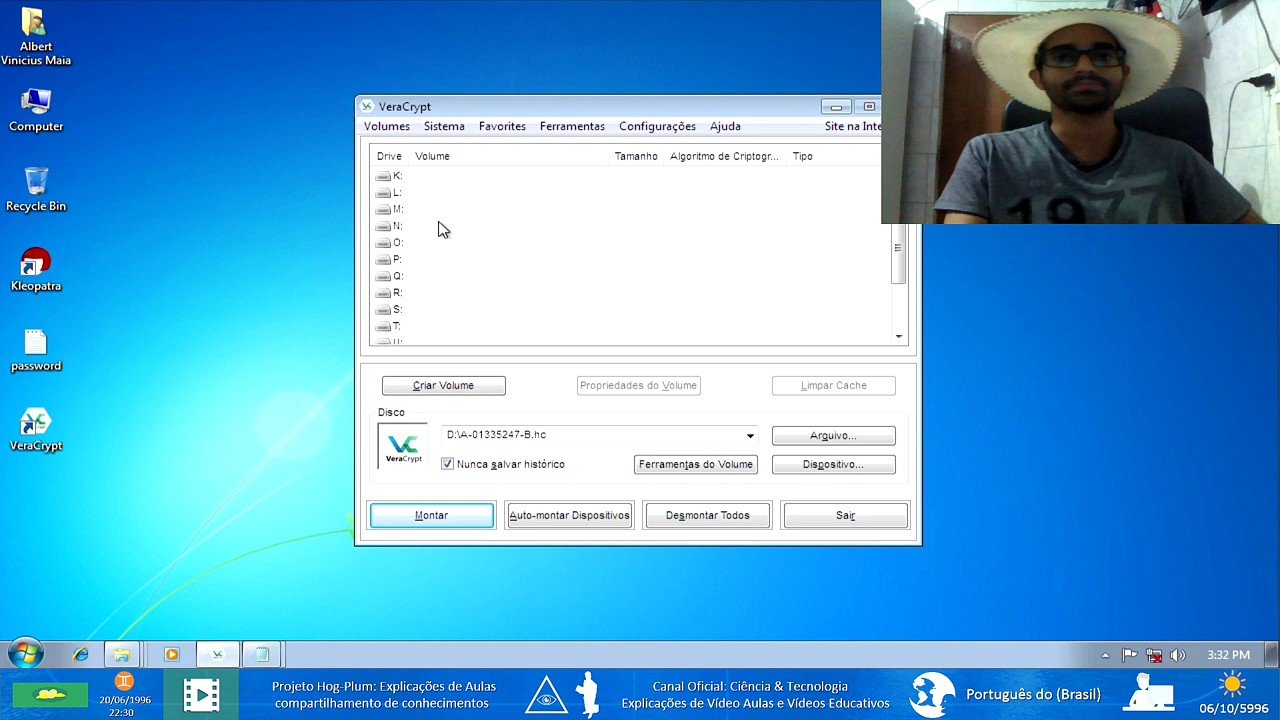 Albert
Vinicius Maia
Computer
Recycle Bin
Kleopatra
password
VeraCrypt
VeraCrypt
Volumes Sistema Favorites Ferramentas Configurações Ajuda Site na Inte
Drive Volume Tamanho Algoritmo de Criptogr... Tipo
K:
L:
M:
N:
O:
P:
Q:
R:
S:
T:
U:
Criar Volume Propriedades do Volume Limpar Cache
Disco
VeraCrypt
D:\A-01335247-B.hc Arquivo...
Nunca salvar histórico Ferramentas do Volume Dispositivo...
Montar Auto-montar Dispositivos Desmontar Todos Sair
197
3:32 PM
20/06/1996
22:30
Projeto Hog-Plum: Explicações de Aulas
compartilhamento de conhecimentos
Canal Oficial: Ciência & Tecnologia
Explicações de Vídeo Aulas e Vídeos Educativos
Português do (Brasil)
06/10/5996